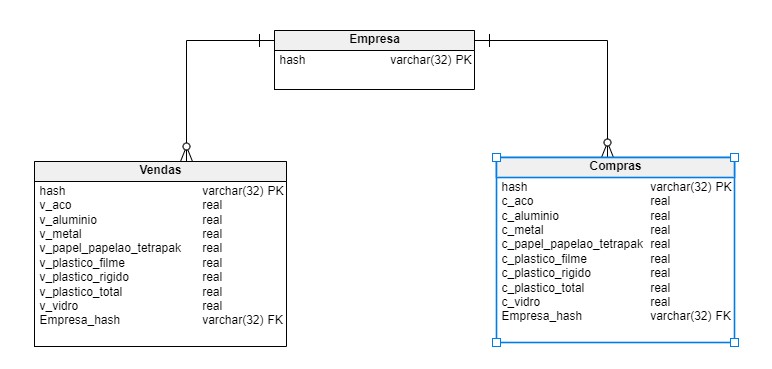 Empresa
hash varchar(32) PK
Vendas
hash varchar(32) PK
v_aco real
v_aluminio real
v_metal real
v_papel_papelao_tetrapak real
v_plastico_filme real
v_plastico_rigido real
v_plastico_total real
v_vidro real
Empresa_hash varchar(32) FK
Compras
hash varchar(32) PK
c_aco real
c_aluminio real
c_metal real
c_papel_papelao_tetrapak real
c_plastico_filme real
c_plastico_rigido real
c_plastico_total real
c_vidro real
Empresa_hash varchar(32) FK